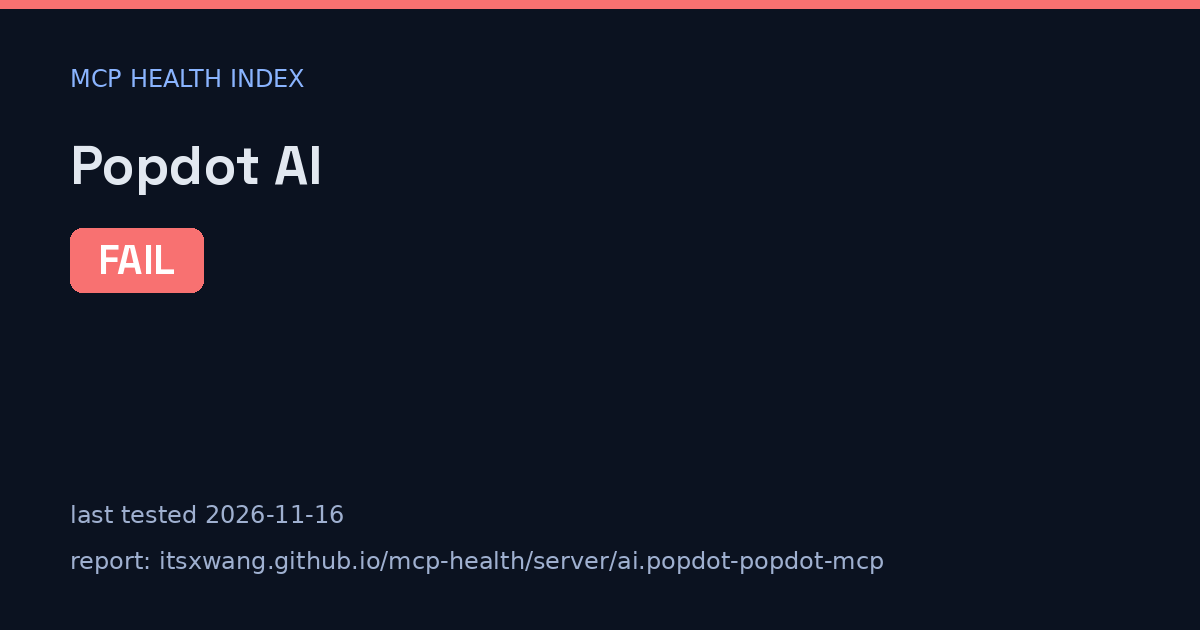 MCP HEALTH INDEX
Popdot AI
FAIL
last tested 2026-11-16
report: itsxwang.github.io/mcp-health/server/ai.popdot-popdot-mcp